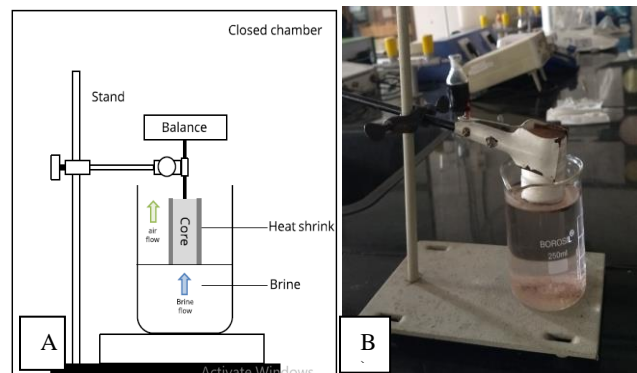 Closed chamber
Stand
Balance
air
flow
Core
Heat shrink
Brine
Brine
flow
A
Activate Windows
BOROSIL
250ml
B